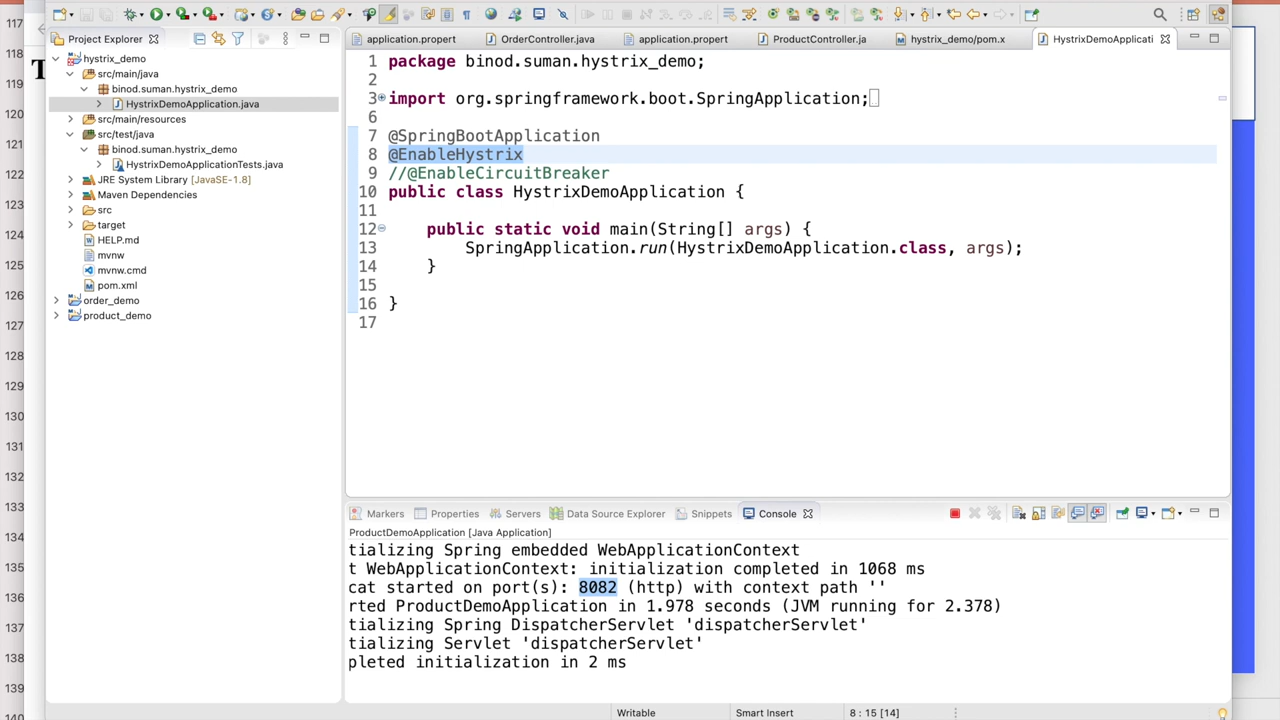 Project Explorer
hystrix_demo
src/main/java
binod.suman.hystrix_demo
HystrixDemoApplication.java
src/main/resources
src/test/java
binod.suman.hystrix_demo
HystrixDemoApplicationTests.java
JRE System Library [JavaSE-1.8]
Maven Dependencies
src
target
HELP.md
mvnw
mvnw.cmd
pom.xml
order_demo
product_demo
application.propert
OrderController.java
application.propert
ProductController.ja
hystrix_demo/pom.x
HystrixDemoApplicati
1 package binod.suman.hystrix_demo;
2
3 import org.springframework.boot.SpringApplication;
6
7 @SpringBootApplication
8 @EnableHystrix
9 //@EnableCircuitBreaker
10 public class HystrixDemoApplication {
11
12 public static void main(String[] args) {
13 SpringApplication.run(HystrixDemoApplication.class, args);
14 }
15
16 }
17
Markers Properties Servers Data Source Explorer Snippets Console
ProductDemoApplication [Java Application]
tializing Spring embedded WebApplicationContext
t WebApplicationContext: initialization completed in 1068 ms
cat started on port(s): 8082 (http) with context path ''
rted ProductDemoApplication in 1.978 seconds (JVM running for 2.378)
tializing Spring DispatcherServlet 'dispatcherServlet'
tializing Servlet 'dispatcherServlet'
pleted initialization in 2 ms
Writable Smart Insert 8 : 15 [14]
117
118
119
120
121
122
123
124
125
126
127
128
129
130
131
132
133
134
135
136
137
138
139